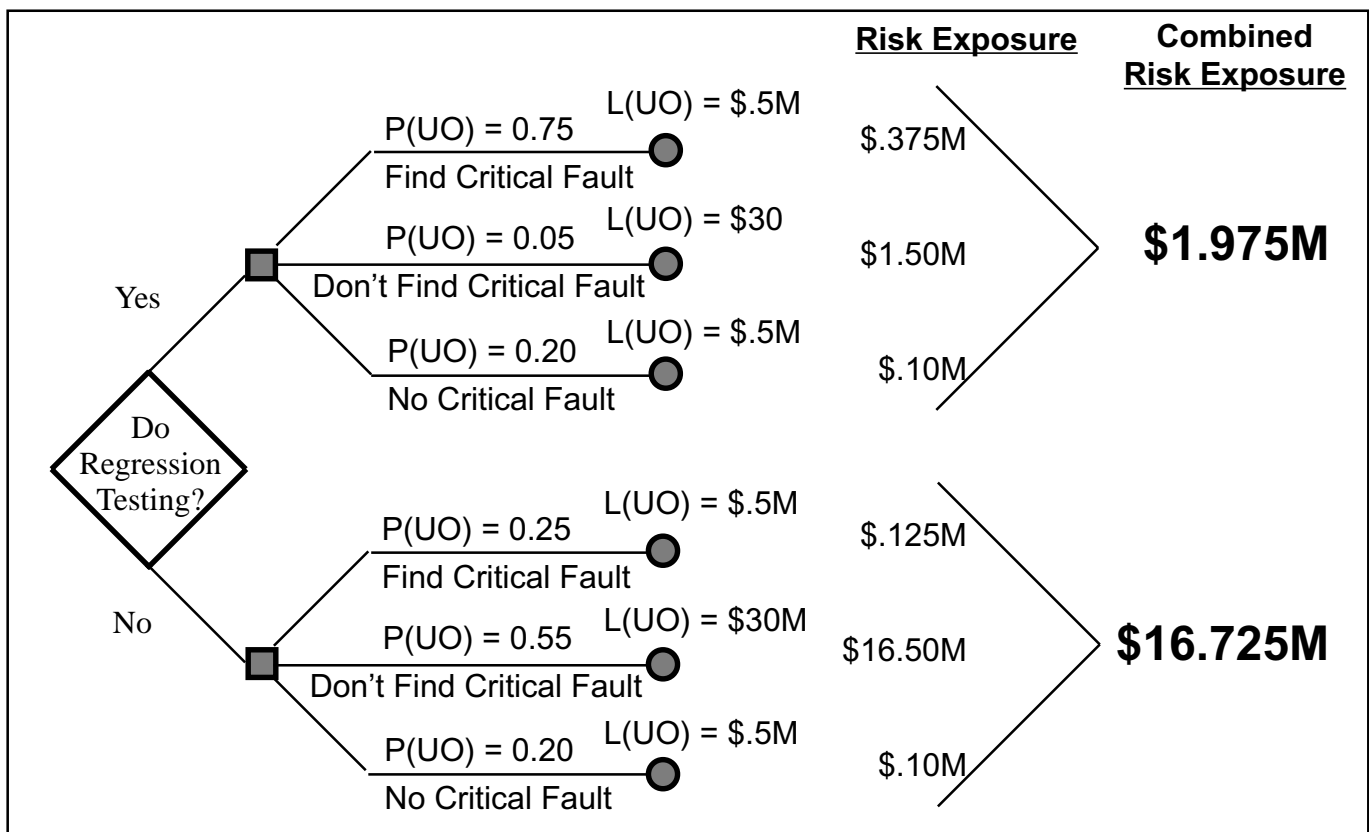 Risk Exposure
Combined
Risk Exposure
L(UO) = $.5M
P(UO) = 0.75
Find Critical Fault
$.375M
L(UO) = $30
P(UO) = 0.05
Don't Find Critical Fault
$1.50M
$1.975M
Yes
L(UO) = $.5M
P(UO) = 0.20
No Critical Fault
$.10M
Do
Regression
Testing?
L(UO) = $.5M
P(UO) = 0.25
Find Critical Fault
$.125M
No
L(UO) = $30M
P(UO) = 0.55
Don't Find Critical Fault
$16.50M
$16.725M
L(UO) = $.5M
P(UO) = 0.20
No Critical Fault
$.10M